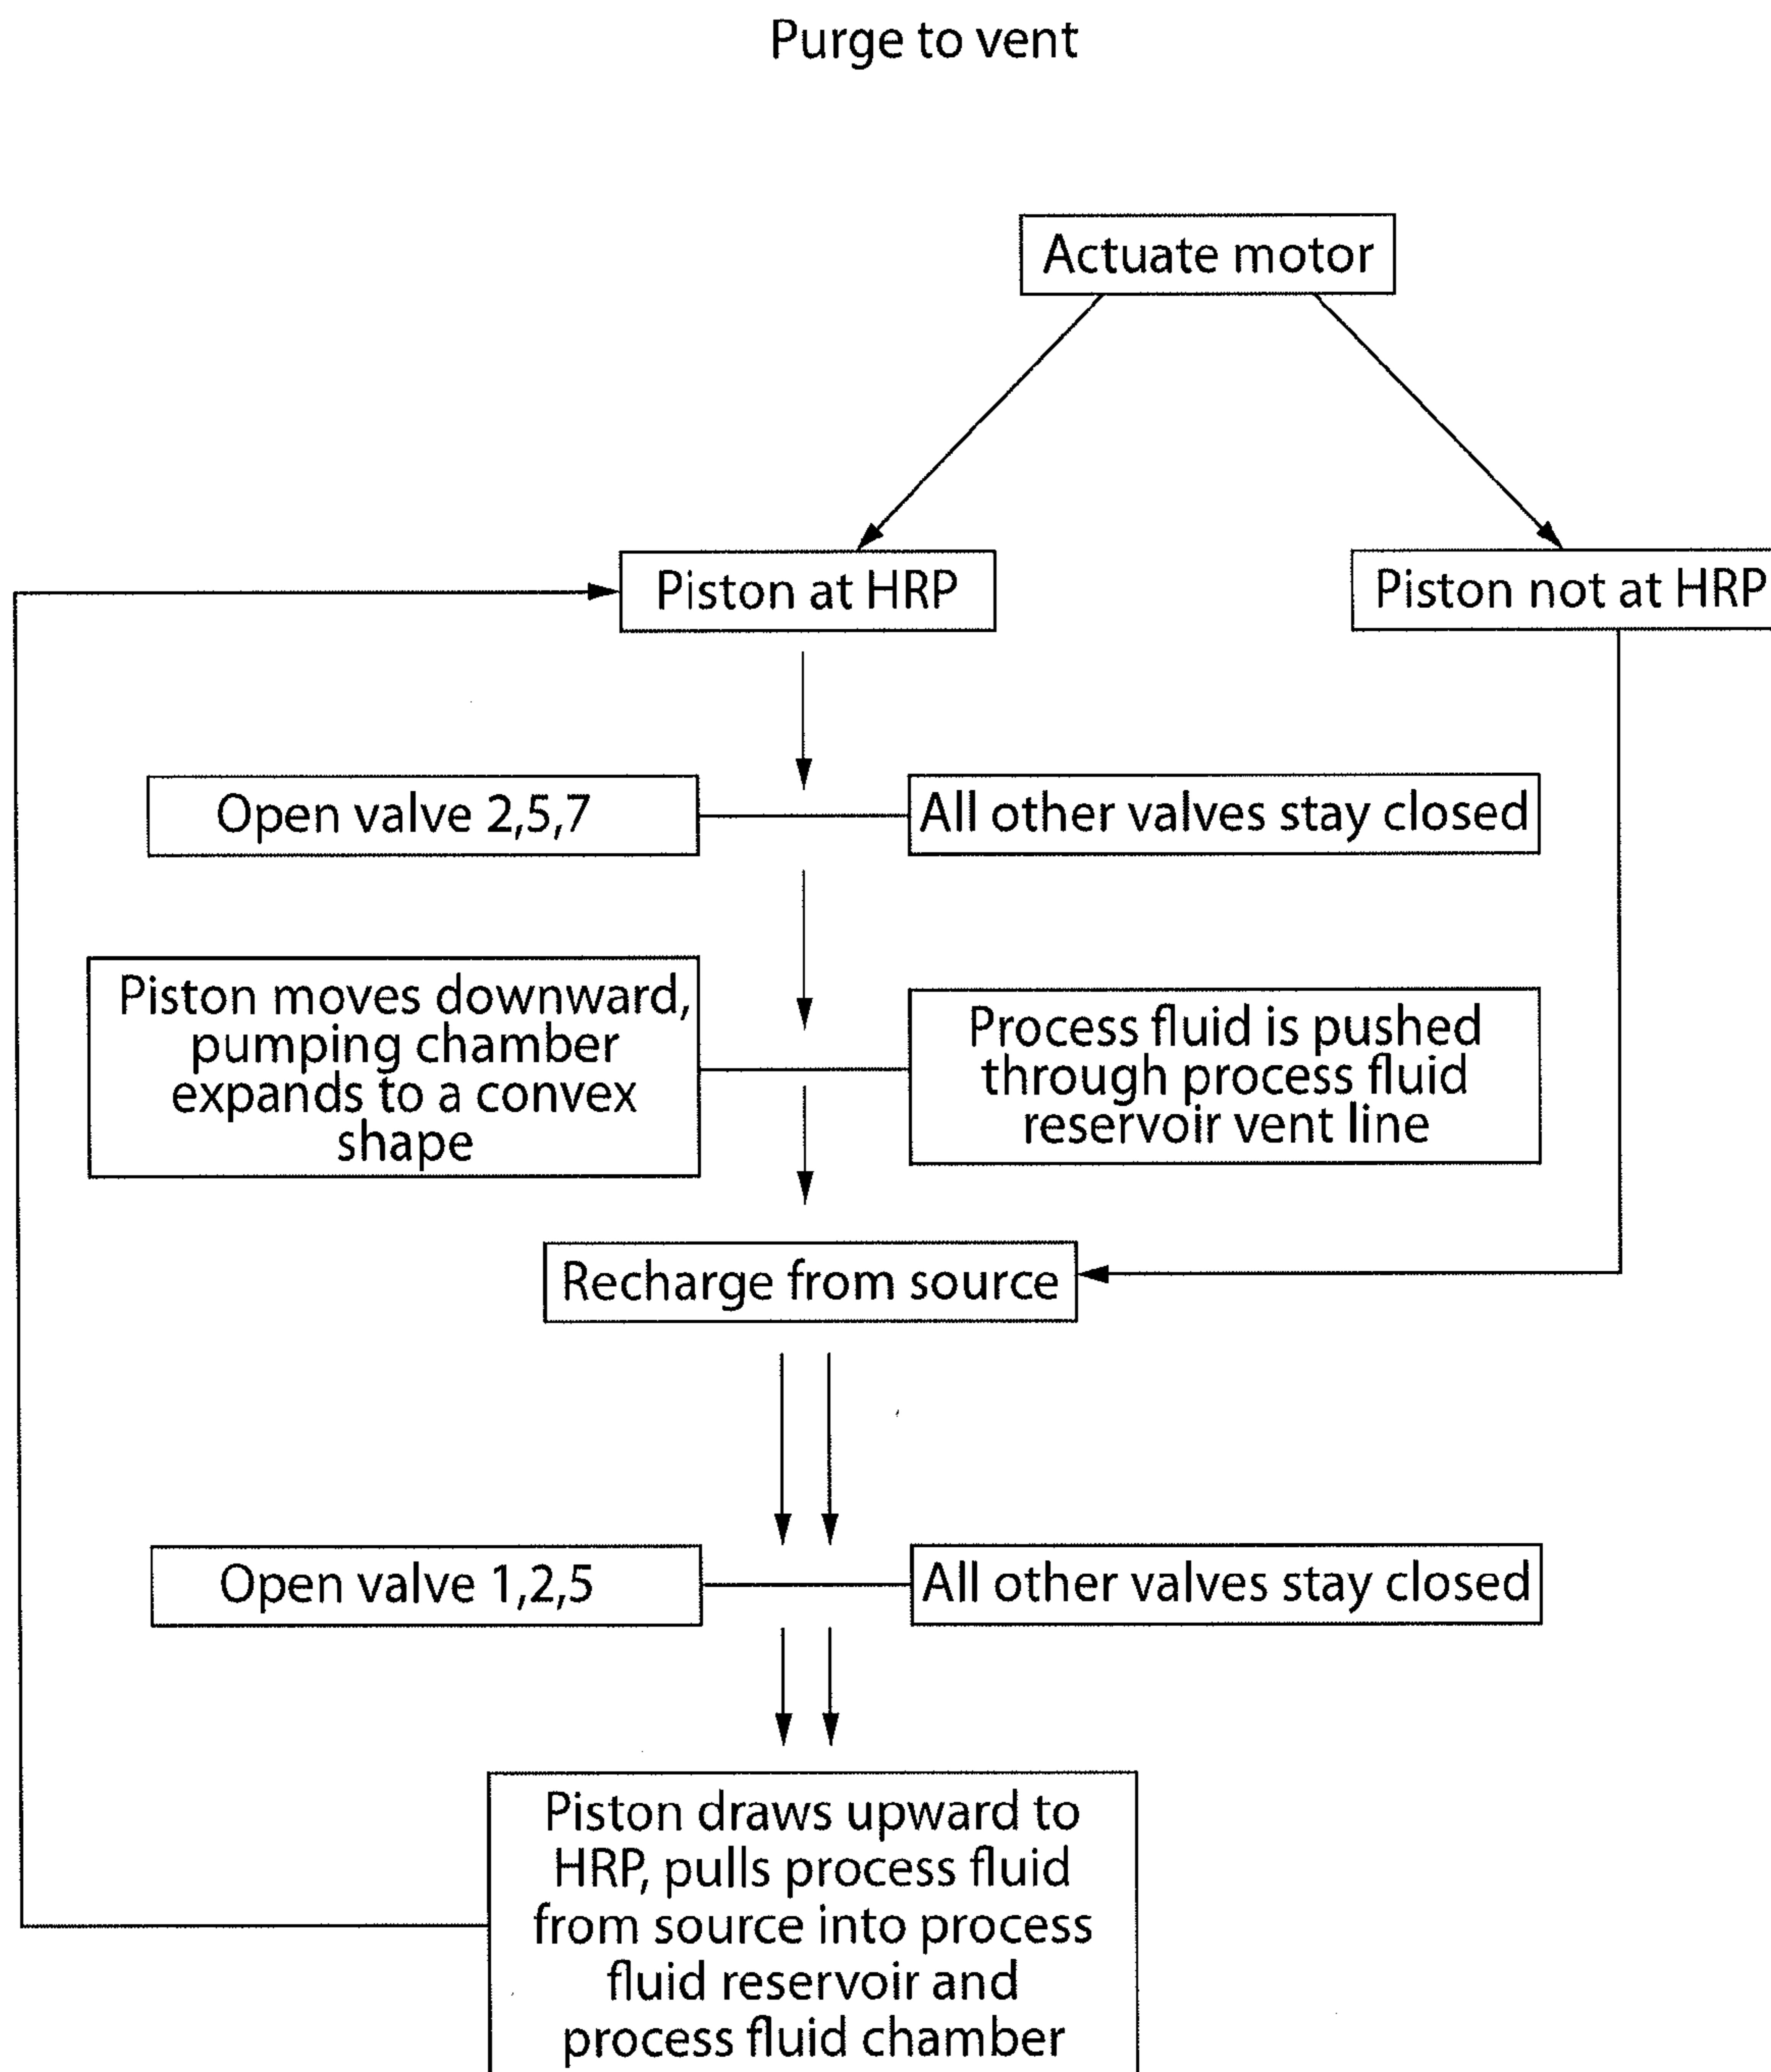 Purge to vent
Actuate motor
Piston at HRP
Piston not at HRP
Open valve 2,5,7
All other valves stay closed
Piston moves downward,
pumping chamber
expands to a convex
shape
Process fluid is pushed
through process fluid
reservoir vent line
Recharge from source
Open valve 1,2,5
All other valves stay closed
Piston draws upward to
HRP, pulls process fluid
from source into process
fluid reservoir and
process fluid chamber